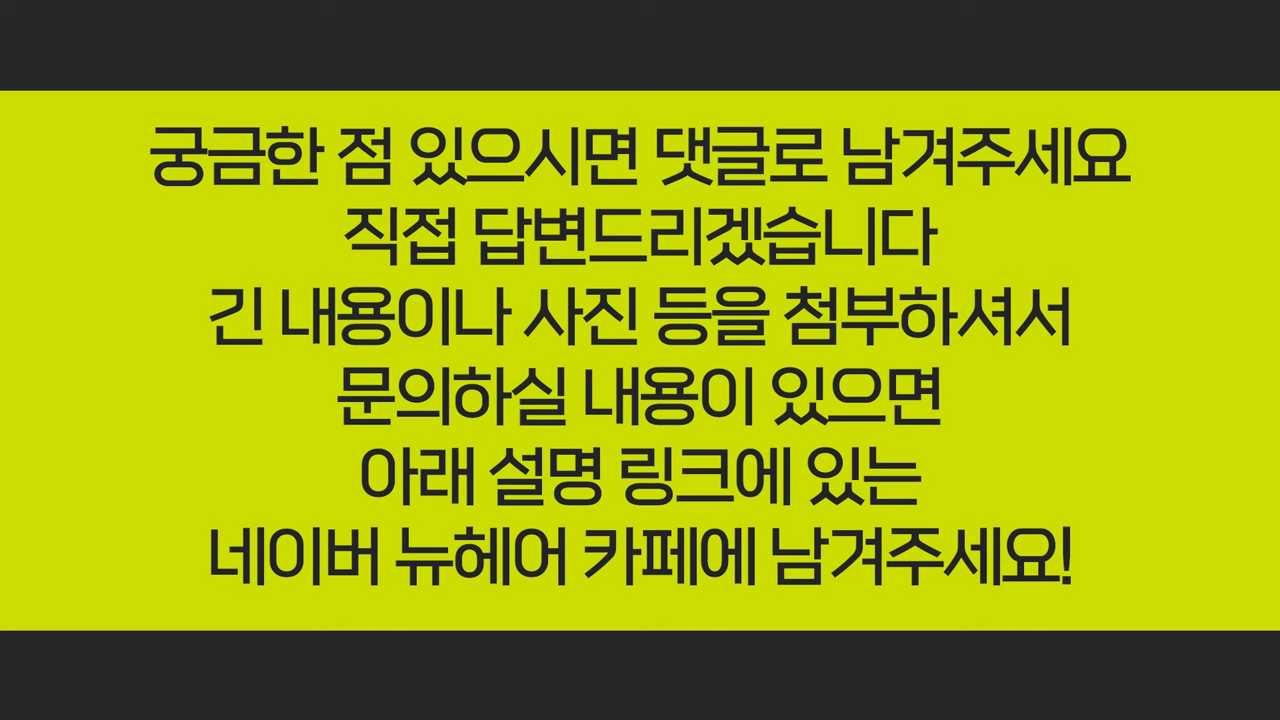 궁금한 점 있으시면 댓글로 남겨주세요
직접 답변드리겠습니다
긴 내용이나 사진 등을 첨부하셔서
문의하실 내용이 있으면
아래 설명 링크에 있는
네이버 뉴헤어 카페에 남겨주세요!